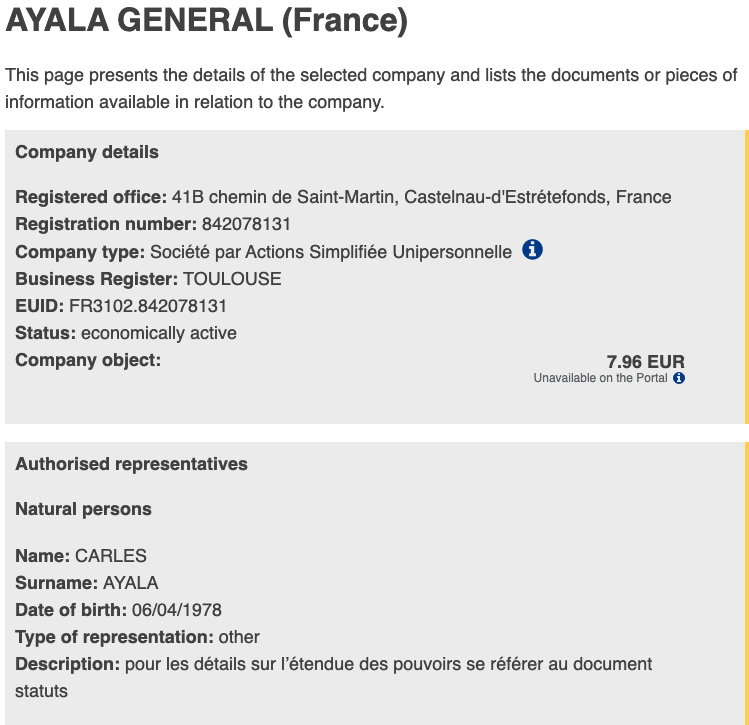 AYALA GENERAL (France)
This page presents the details of the selected company and lists the documents or pieces of
information available in relation to the company.
Company details
Registered office: 41B chemin de Saint-Martin, Castelnau-d'Estrétefonds, France
Registration number: 842078131
Company type: Société par Actions Simplifiée Unipersonnelle
Business Register: TOULOUSE
EUID: FR3102.842078131
Status: economically active
Company object:
7.96 EUR
Unavailable on the Portal
Authorised representatives
Natural persons
Name: CARLES
Surname: AYALA
Date of birth: 06/04/1978
Type of representation: other
Description: pour les détails sur l’étendue des pouvoirs se référer au document
statuts